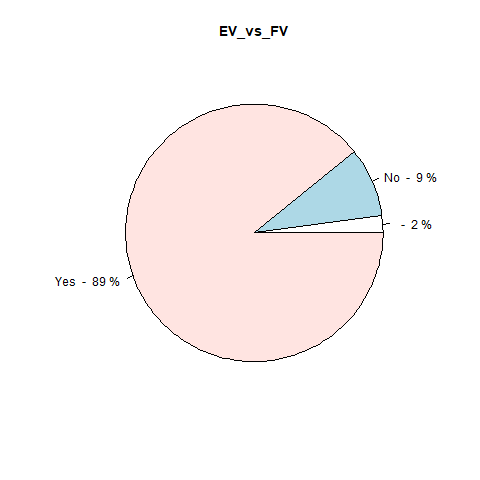 EV_vs_FV
No - 9 %
- 2 %
Yes - 89 %